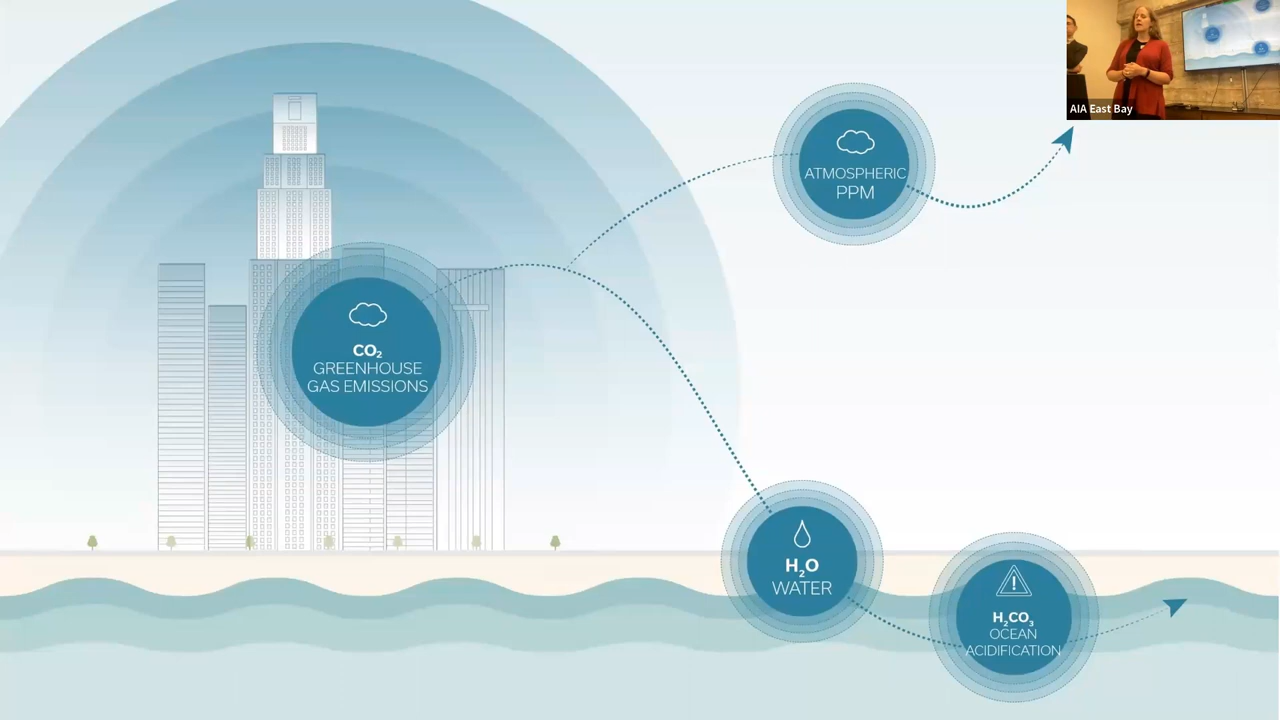 AIA East Bay
ATMOSPHERIC
PPM
CO₂
GREENHOUSE
GAS EMISSIONS
H₂O
WATER
H₂CO₃
OCEAN
ACIDIFICATION